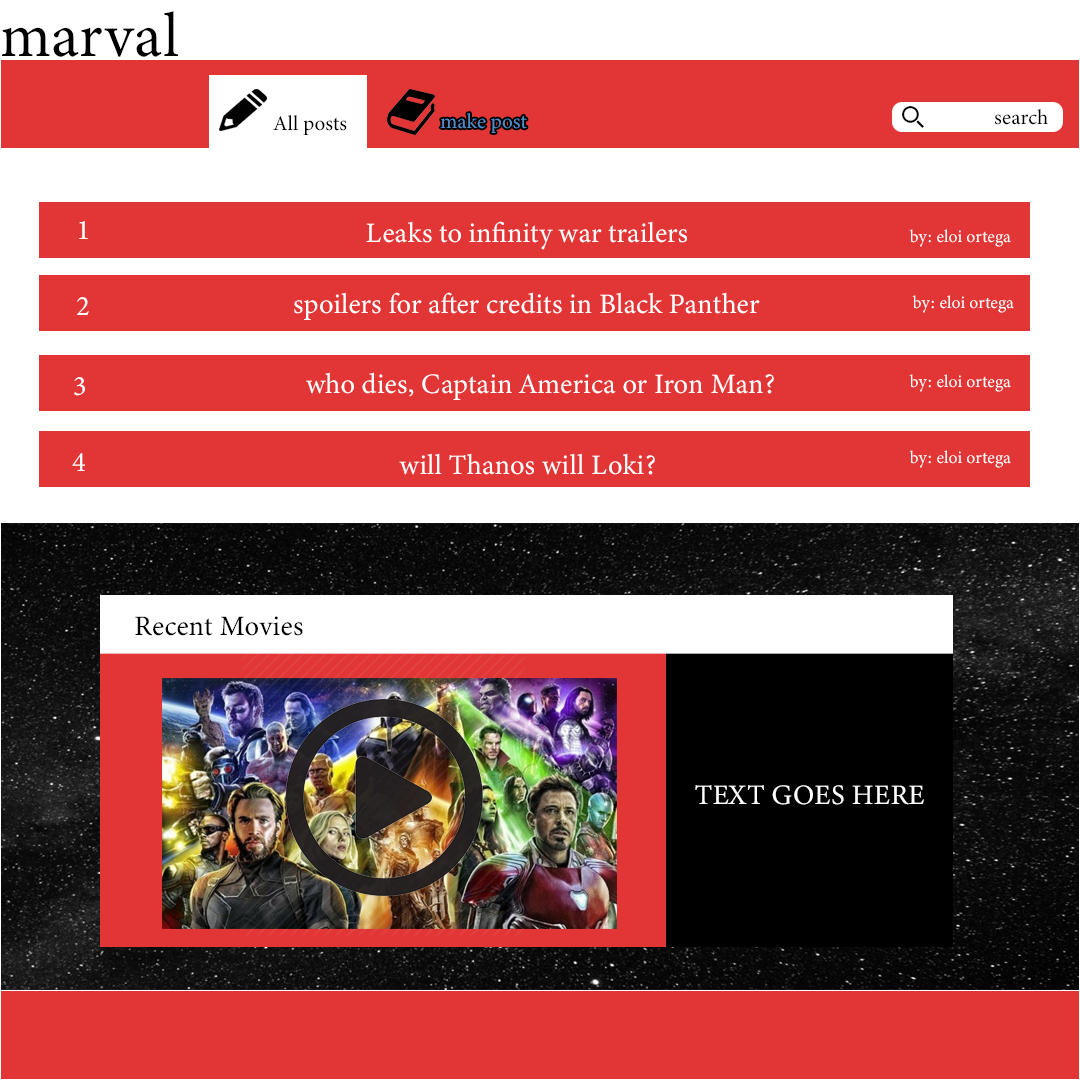 marval
All posts
make post
search
1
Leaks to infinity war trailers
by: eloi ortega
2
spoilers for after credits in Black Panther
by: eloi ortega
3
who dies, Captain America or Iron Man?
by: eloi ortega
4
will Thanos will Loki?
by: eloi ortega
Recent Movies
TEXT GOES HERE